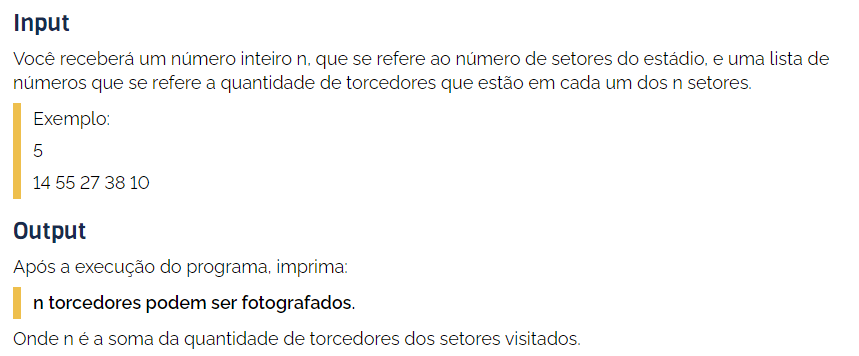 Input
Você receberá um número inteiro n, que se refere ao número de setores do estádio, e uma lista de
números que se refere a quantidade de torcedores que estão em cada um dos n setores.
Exemplo:
5
14 55 27 38 10
Output
Após a execução do programa, imprima:
n torcedores podem ser fotografados.
Onde n é a soma da quantidade de torcedores dos setores visitados.